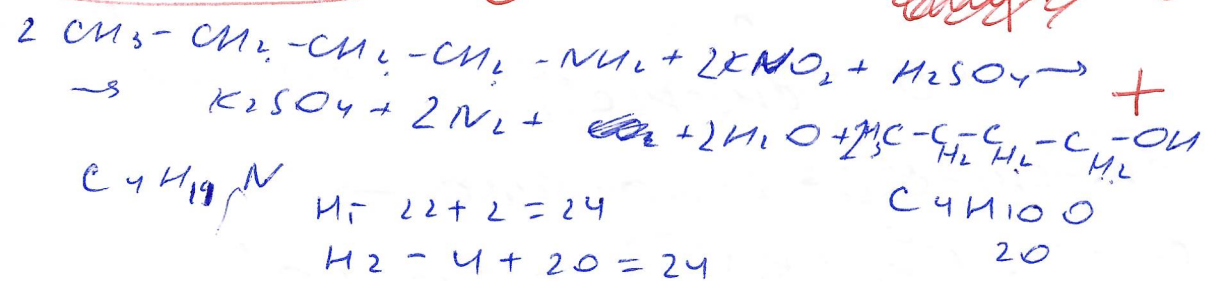 2 CH3-CH2-CH2-CH2-NH2 + 2KNO2 + H2SO4 →
→ K2SO4 + 2N2 + + 2H2O + 2H3C-CH2-CH2-CH2-OH
+
C4H19N
H1- 22+2=24
C4H10O
H2 - 4+20=24
20